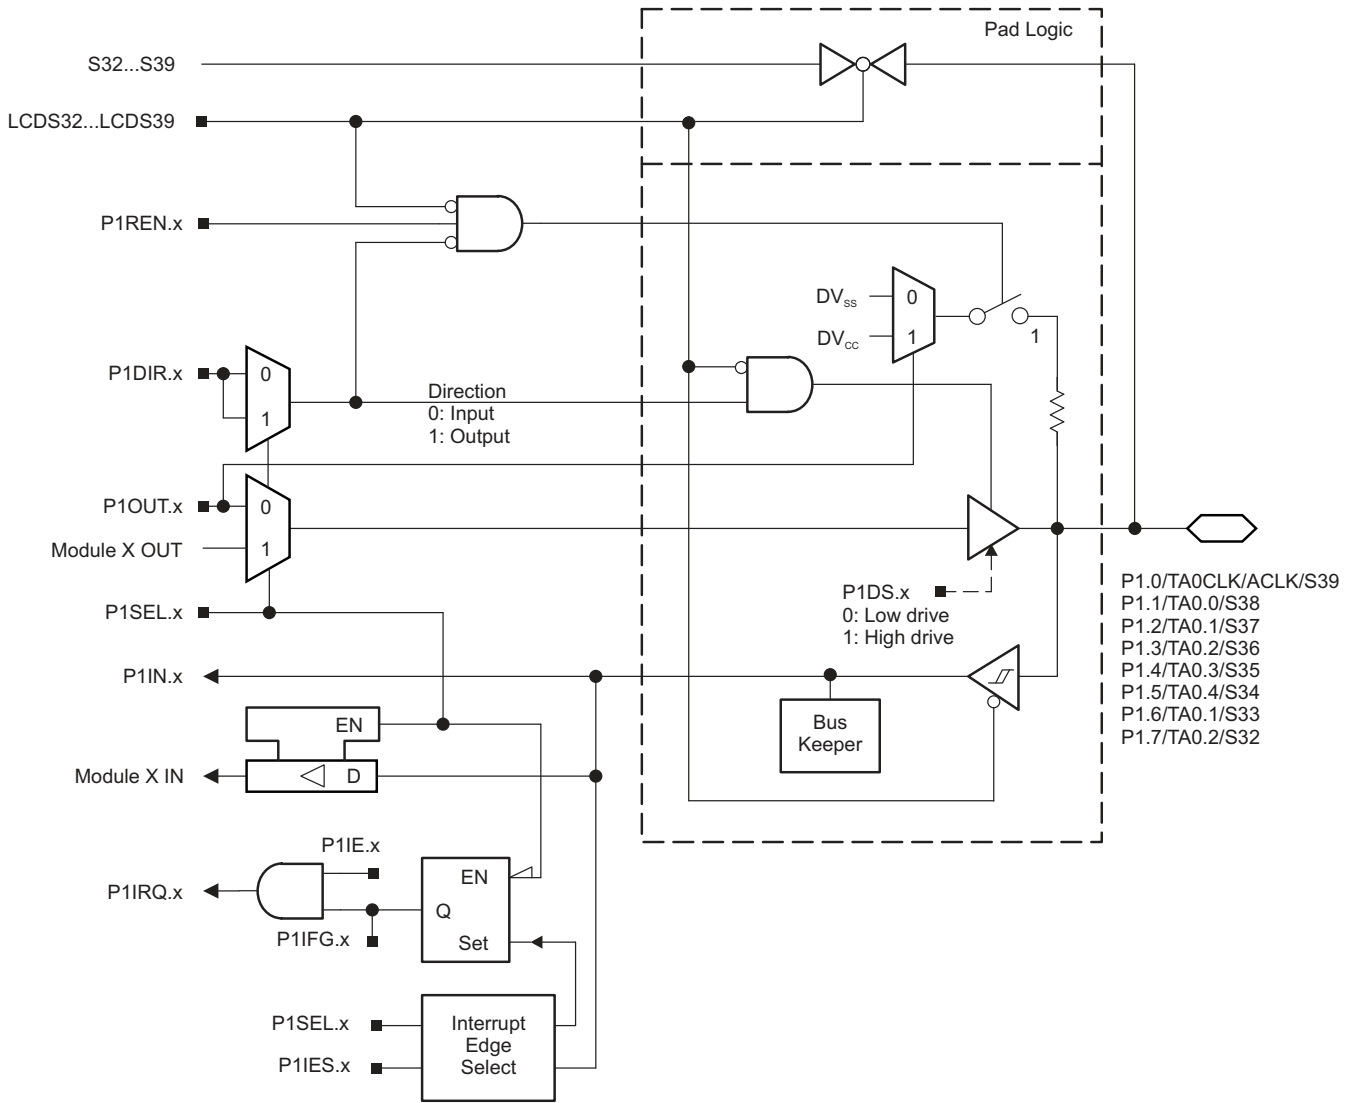 Pad Logic
S32...S39
LCDS32...LCDS39
P1REN.x
DVSS
0
DVCC
1
1
P1DIR.x
0
1
Direction
0: Input
1: Output
P1OUT.x
0
Module X OUT
1
P1DS.x
0: Low drive
1: High drive
P1SEL.x
P1.0/TA0CLK/ACLK/S39
P1.1/TA0.0/S38
P1.2/TA0.1/S37
P1.3/TA0.2/S36
P1.4/TA0.3/S35
P1.5/TA0.4/S34
P1.6/TA0.1/S33
P1.7/TA0.2/S32
P1IN.x
Bus
Keeper
EN
Module X IN
D
P1IE.x
P1IRQ.x
EN
Q
Set
P1IFG.x
P1SEL.x
P1IES.x
Interrupt
Edge
Select